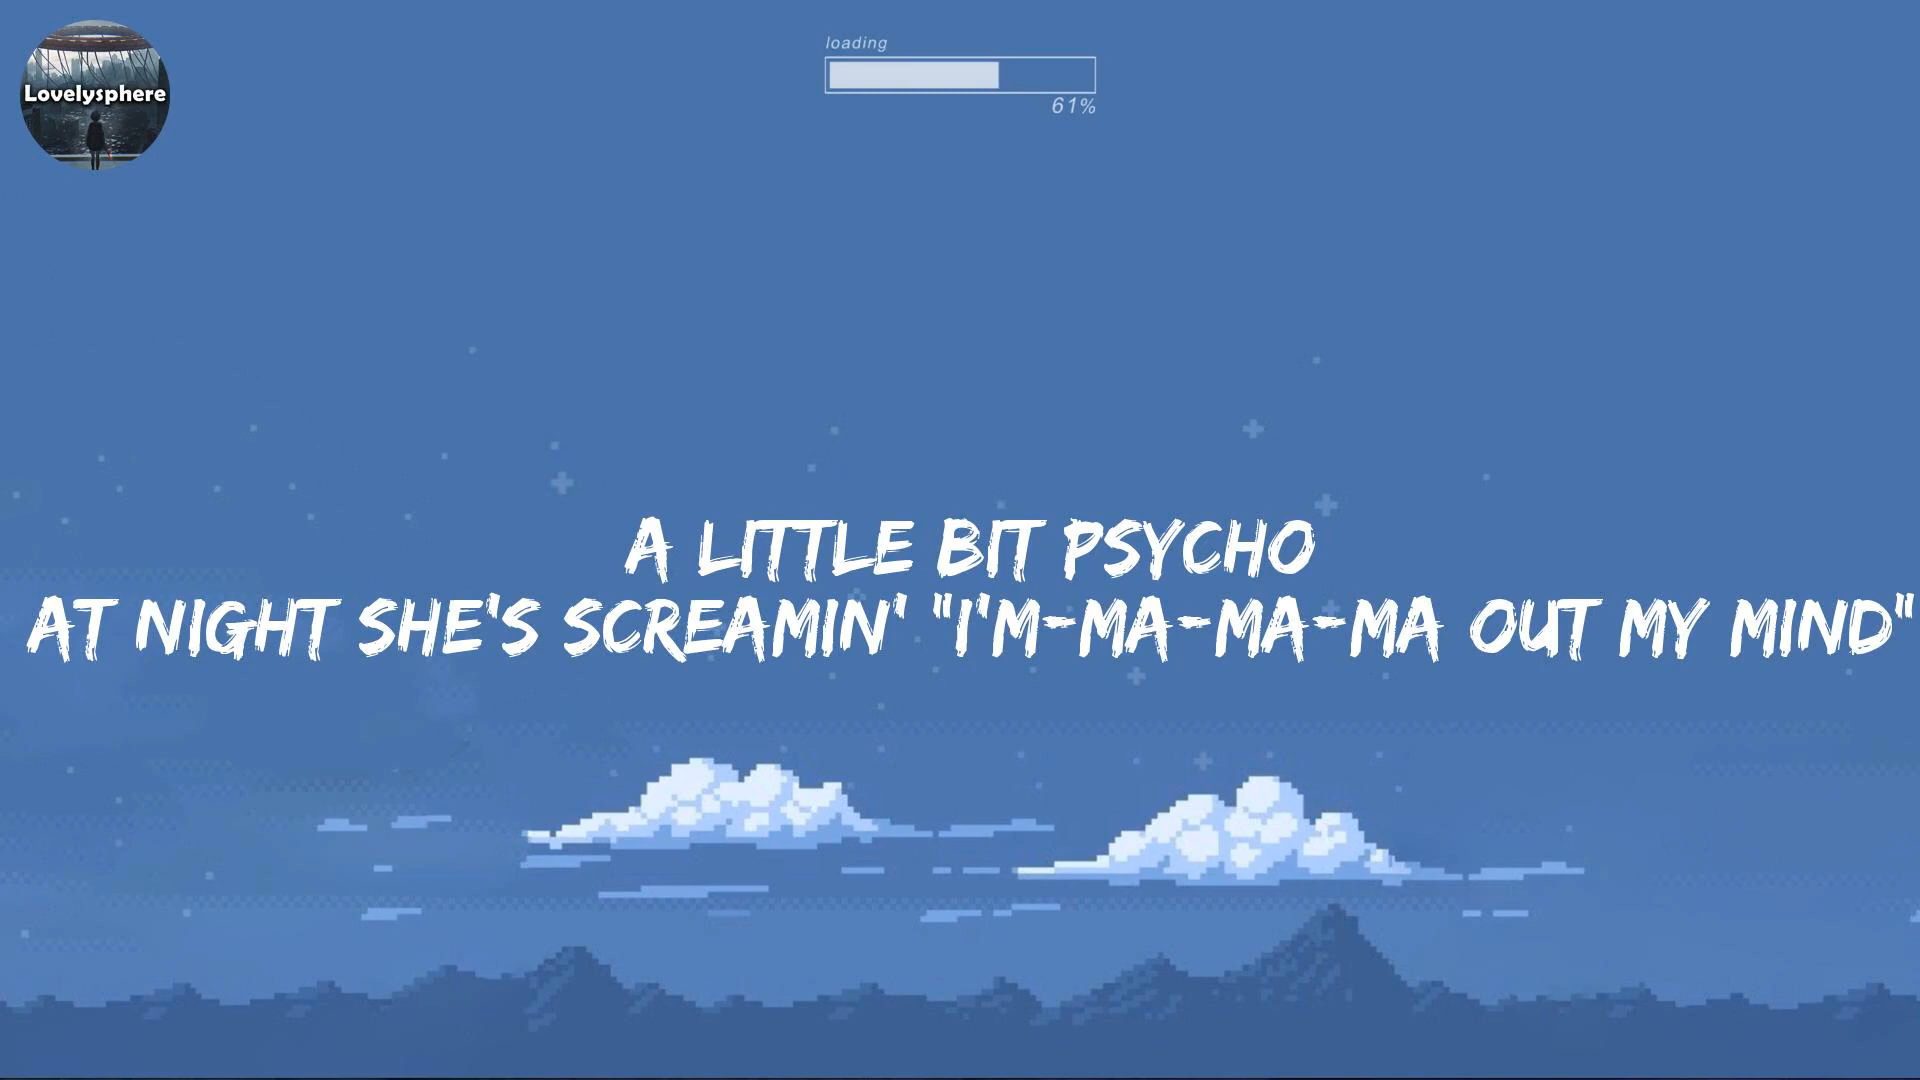 Lovelysphere
loading
61%
A LITTLE BIT PSYCHO
AT NIGHT SHE'S SCREAMIN' "I'M-MA-MA-MA OUT MY MIND"